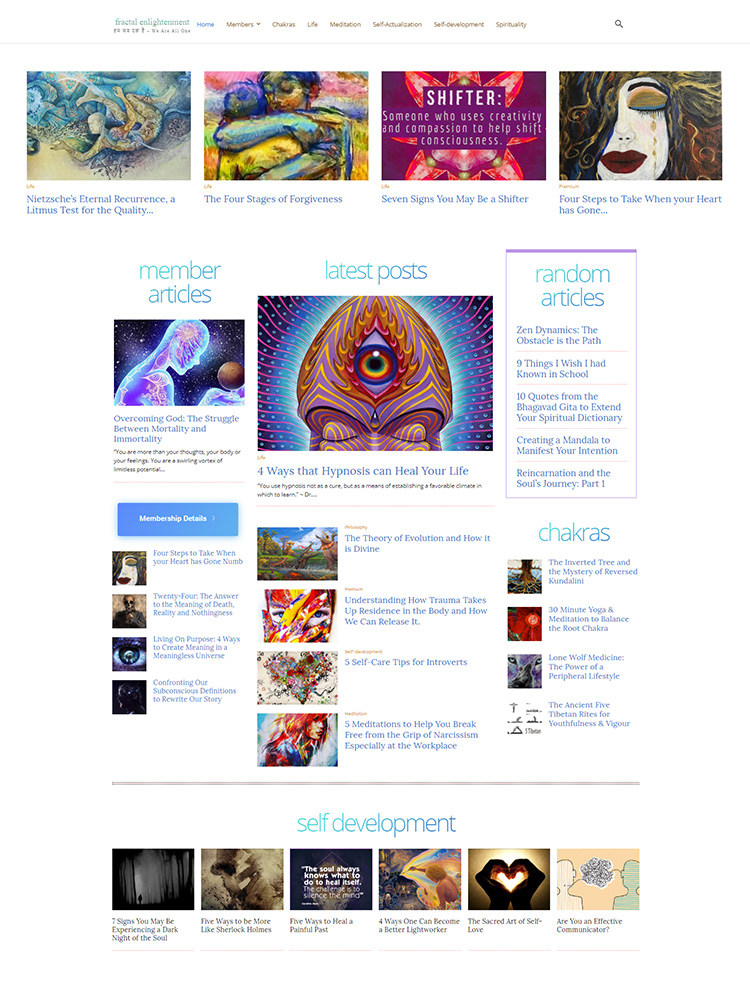 fractal enlightenment
हम सब एक हैं – We Are All One
Home
Members
Chakras
Life
Meditation
Self-Actualization
Self-development
Spirituality
SHIFTER:
Someone who uses creativity
and compassion to help shift
consciousness.
Life
Nietzsche's Eternal Recurrence, a
Litmus Test for the Quality...
Life
The Four Stages of Forgiveness
Life
Seven Signs You May Be a Shifter
Premium
Four Steps to Take When your Heart
has Gone...
member
articles
Overcoming God: The Struggle
Between Mortality and
Immortality
"You are more than your thoughts, your body or
your feelings. You are a swirling vortex of
limitless potential...
Membership Details
Four Steps to Take When
your Heart has Gone Numb
Twenty-Four: The Answer
to the Meaning of Death,
Reality and Nothingness
Living On Purpose: 4 Ways
to Create Meaning in a
Meaningless Universe
Confronting Our
Subconscious Definitions
to Rewrite Our Story
latest posts
Life
4 Ways that Hypnosis can Heal Your Life
"You use hypnosis not as a cure, but as a means of establishing a favorable climate in
which to learn." ~ Dr....
Philosophy
The Theory of Evolution and How it
is Divine
Premium
Understanding How Trauma Takes
Up Residence in the Body and How
We Can Release It.
Self-development
5 Self-Care Tips for Introverts
Meditation
5 Meditations to Help You Break
Free from the Grip of Narcissism
Especially at the Workplace
random
articles
Zen Dynamics: The
Obstacle is the Path
9 Things I Wish I had
Known in School
10 Quotes from the
Bhagavad Gita to Extend
Your Spiritual Dictionary
Creating a Mandala to
Manifest Your Intention
Reincarnation and the
Soul's Journey: Part 1
chakras
The Inverted Tree and
the Mystery of Reversed
Kundalini
30 Minute Yoga &
Meditation to Balance
the Root Chakra
Lone Wolf Medicine:
The Power of a
Peripheral Lifestyle
5 Tibetan
The Ancient Five
Tibetan Rites for
Youthfulness & Vigour
self development
"The soul always
knows what to
do to heal itself.
The challenge is to
silence the mind"
7 Signs You May Be
Experiencing a Dark
Night of the Soul
Five Ways to be More
Like Sherlock Holmes
Five Ways to Heal a
Painful Past
4 Ways One Can Become
a Better Lightworker
The Sacred Art of Self-
Love
Are You an Effective
Communicator?